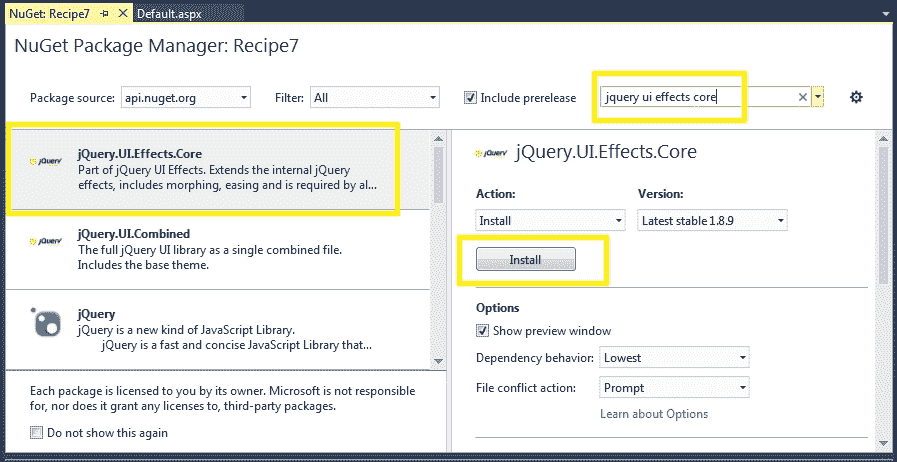 NuGet: Recipe7
Default.aspx
NuGet Package Manager: Recipe7
Package source: api.nuget.org
Filter: All
Include prerelease
jquery ui effects core
jQuery
jQuery.UI.Effects.Core
Part of jQuery UI Effects. Extends the internal jQuery
effects, includes morphing, easing and is required by al...
jQuery
jQuery.UI.Combined
The full jQuery UI library as a single combined file.
Includes the base theme.
jQuery
jQuery is a new kind of JavaScript Library.
jQuery is a fast and concise JavaScript Library that...
Each package is licensed to you by its owner. Microsoft is not responsible
for, nor does it grant any licenses to, third-party packages.
Do not show this again
jQuery
jQuery.UI.Effects.Core
Action:
Version:
Install
Latest stable 1.8.9
Install
Options
Show preview window
Dependency behavior: Lowest
File conflict action: Prompt
Learn about Options